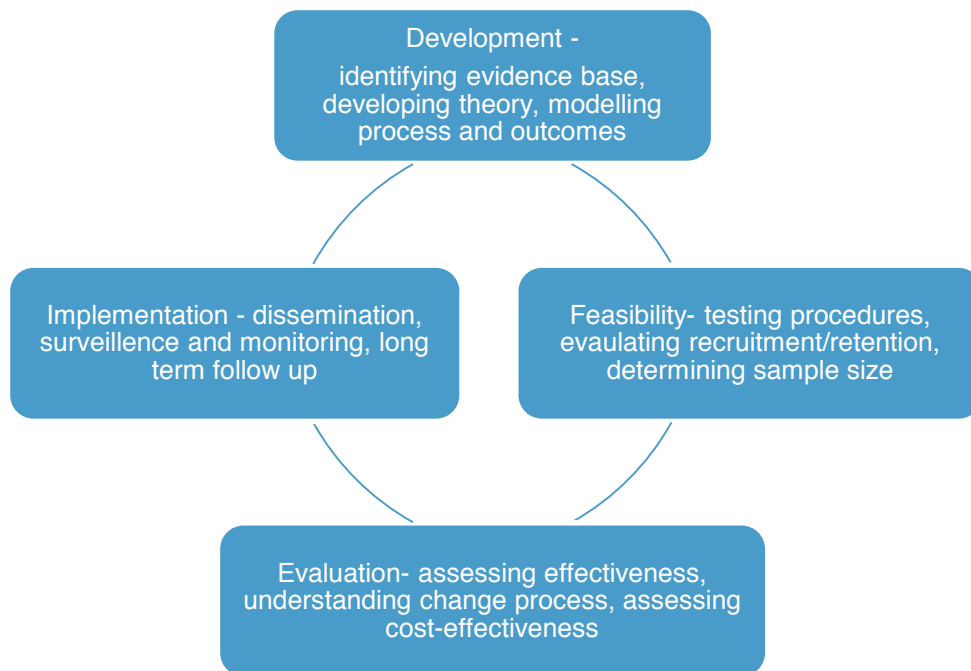 Development -
identifying evidence base,
developing theory, modelling
process and outcomes
Implementation - dissemination,
surveillence and monitoring, long
term follow up
Feasibility- testing procedures,
evaulating recruitment/retention,
determining sample size
Evaluation- assessing effectiveness,
understanding change process, assessing
cost-effectiveness